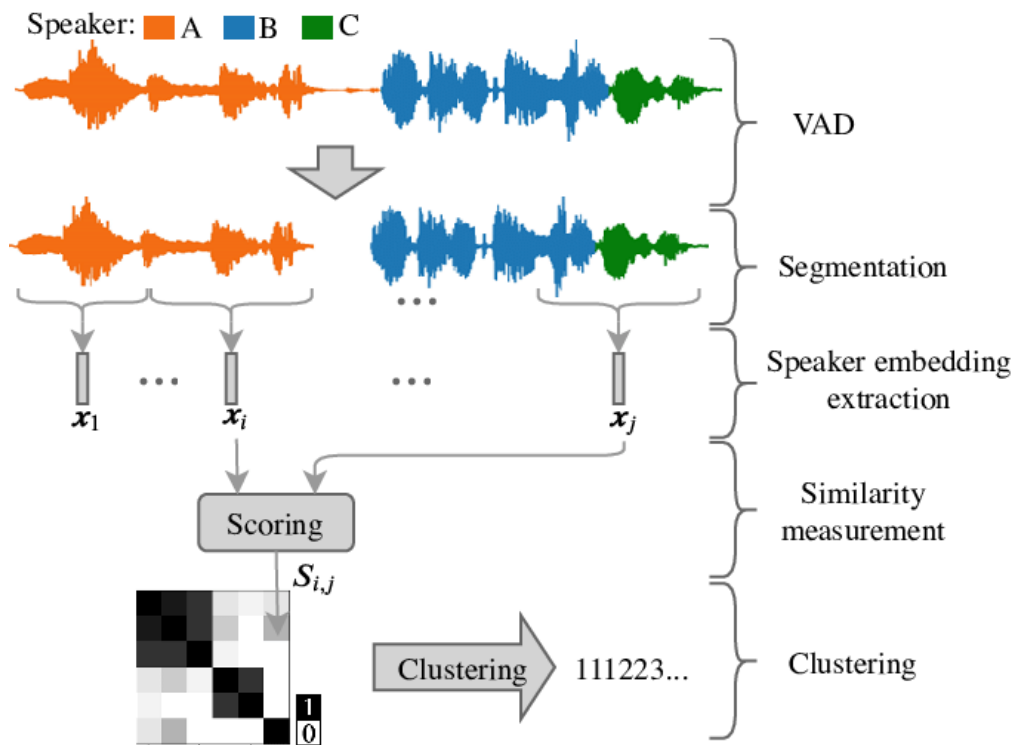 Speaker: A B C
VAD
Segmentation
...
x1 ... xi ... xj
Speaker embedding
extraction
Scoring
Similarity
measurement
Si,j
Clustering 111223...
Clustering
1
0